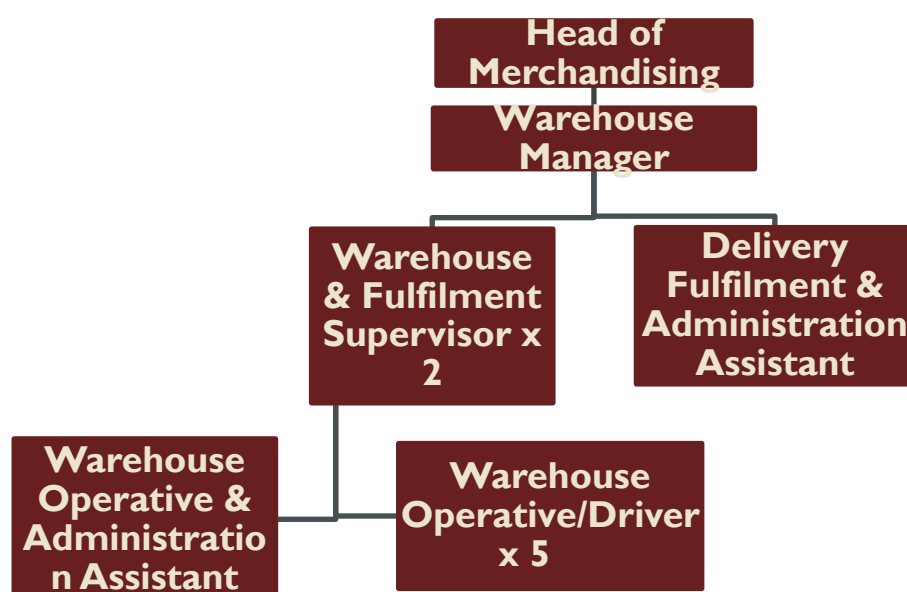 Head of
Merchandising
Warehouse
Manager
Warehouse
& Fulfilment
Supervisor x
2
Delivery
Fulfilment &
Administration
Assistant
Warehouse
Operative &
Administratio
n Assistant
Warehouse
Operative/Driver
x 5